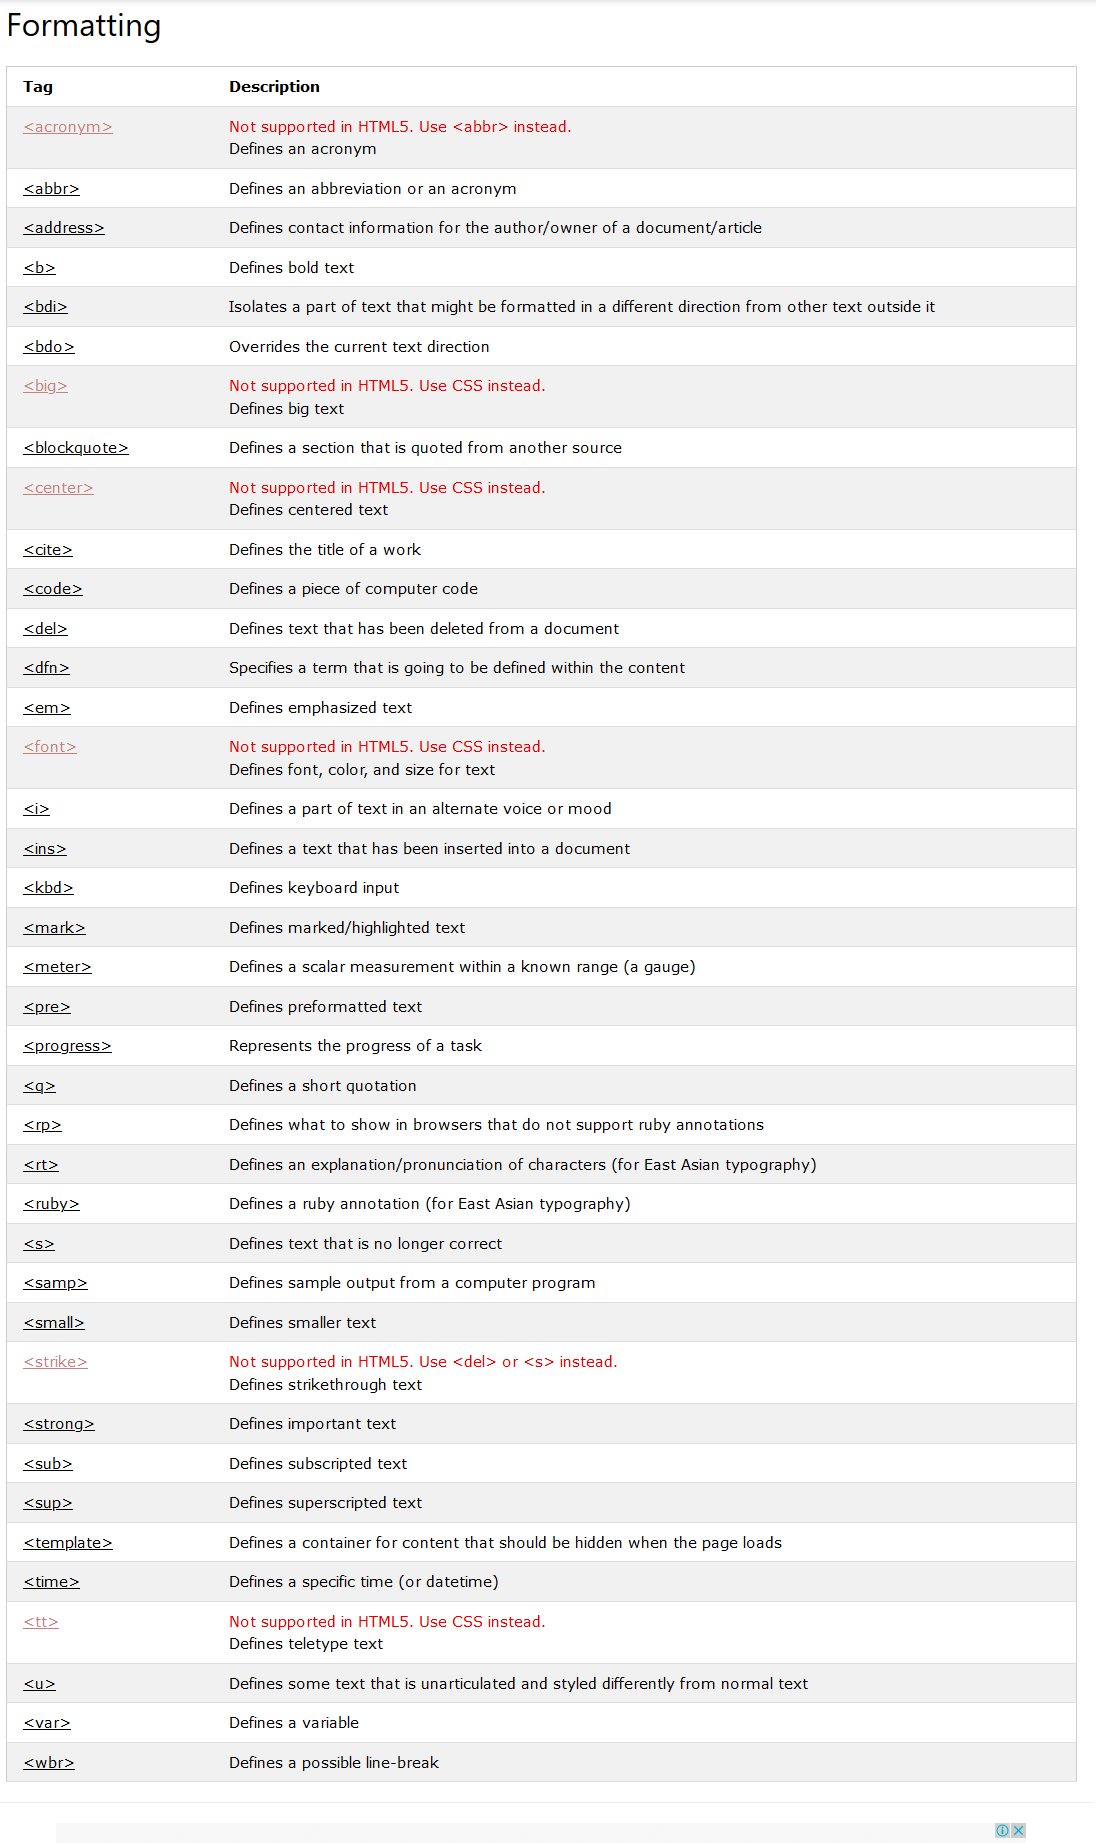 Formatting
Tag Description
<acronym> Not supported in HTML5. Use <abbr> instead.
Defines an acronym
<abbr> Defines an abbreviation or an acronym
<address> Defines contact information for the author/owner of a document/article
<b> Defines bold text
<bdi> Isolates a part of text that might be formatted in a different direction from other text outside it
<bdo> Overrides the current text direction
<big> Not supported in HTML5. Use CSS instead.
Defines big text
<blockquote> Defines a section that is quoted from another source
<center> Not supported in HTML5. Use CSS instead.
Defines centered text
<cite> Defines the title of a work
<code> Defines a piece of computer code
<del> Defines text that has been deleted from a document
<dfn> Specifies a term that is going to be defined within the content
<em> Defines emphasized text
<font> Not supported in HTML5. Use CSS instead.
Defines font, color, and size for text
<i> Defines a part of text in an alternate voice or mood
<ins> Defines a text that has been inserted into a document
<kbd> Defines keyboard input
<mark> Defines marked/highlighted text
<meter> Defines a scalar measurement within a known range (a gauge)
<pre> Defines preformatted text
<progress> Represents the progress of a task
<q> Defines a short quotation
<rp> Defines what to show in browsers that do not support ruby annotations
<rt> Defines an explanation/pronunciation of characters (for East Asian typography)
<ruby> Defines a ruby annotation (for East Asian typography)
<s> Defines text that is no longer correct
<samp> Defines sample output from a computer program
<small> Defines smaller text
<strike> Not supported in HTML5. Use <del> or <s> instead.
Defines strikethrough text
<strong> Defines important text
<sub> Defines subscripted text
<sup> Defines superscripted text
<template> Defines a container for content that should be hidden when the page loads
<time> Defines a specific time (or datetime)
<tt> Not supported in HTML5. Use CSS instead.
Defines teletype text
<u> Defines some text that is unarticulated and styled differently from normal text
<var> Defines a variable
<wbr> Defines a possible line-break